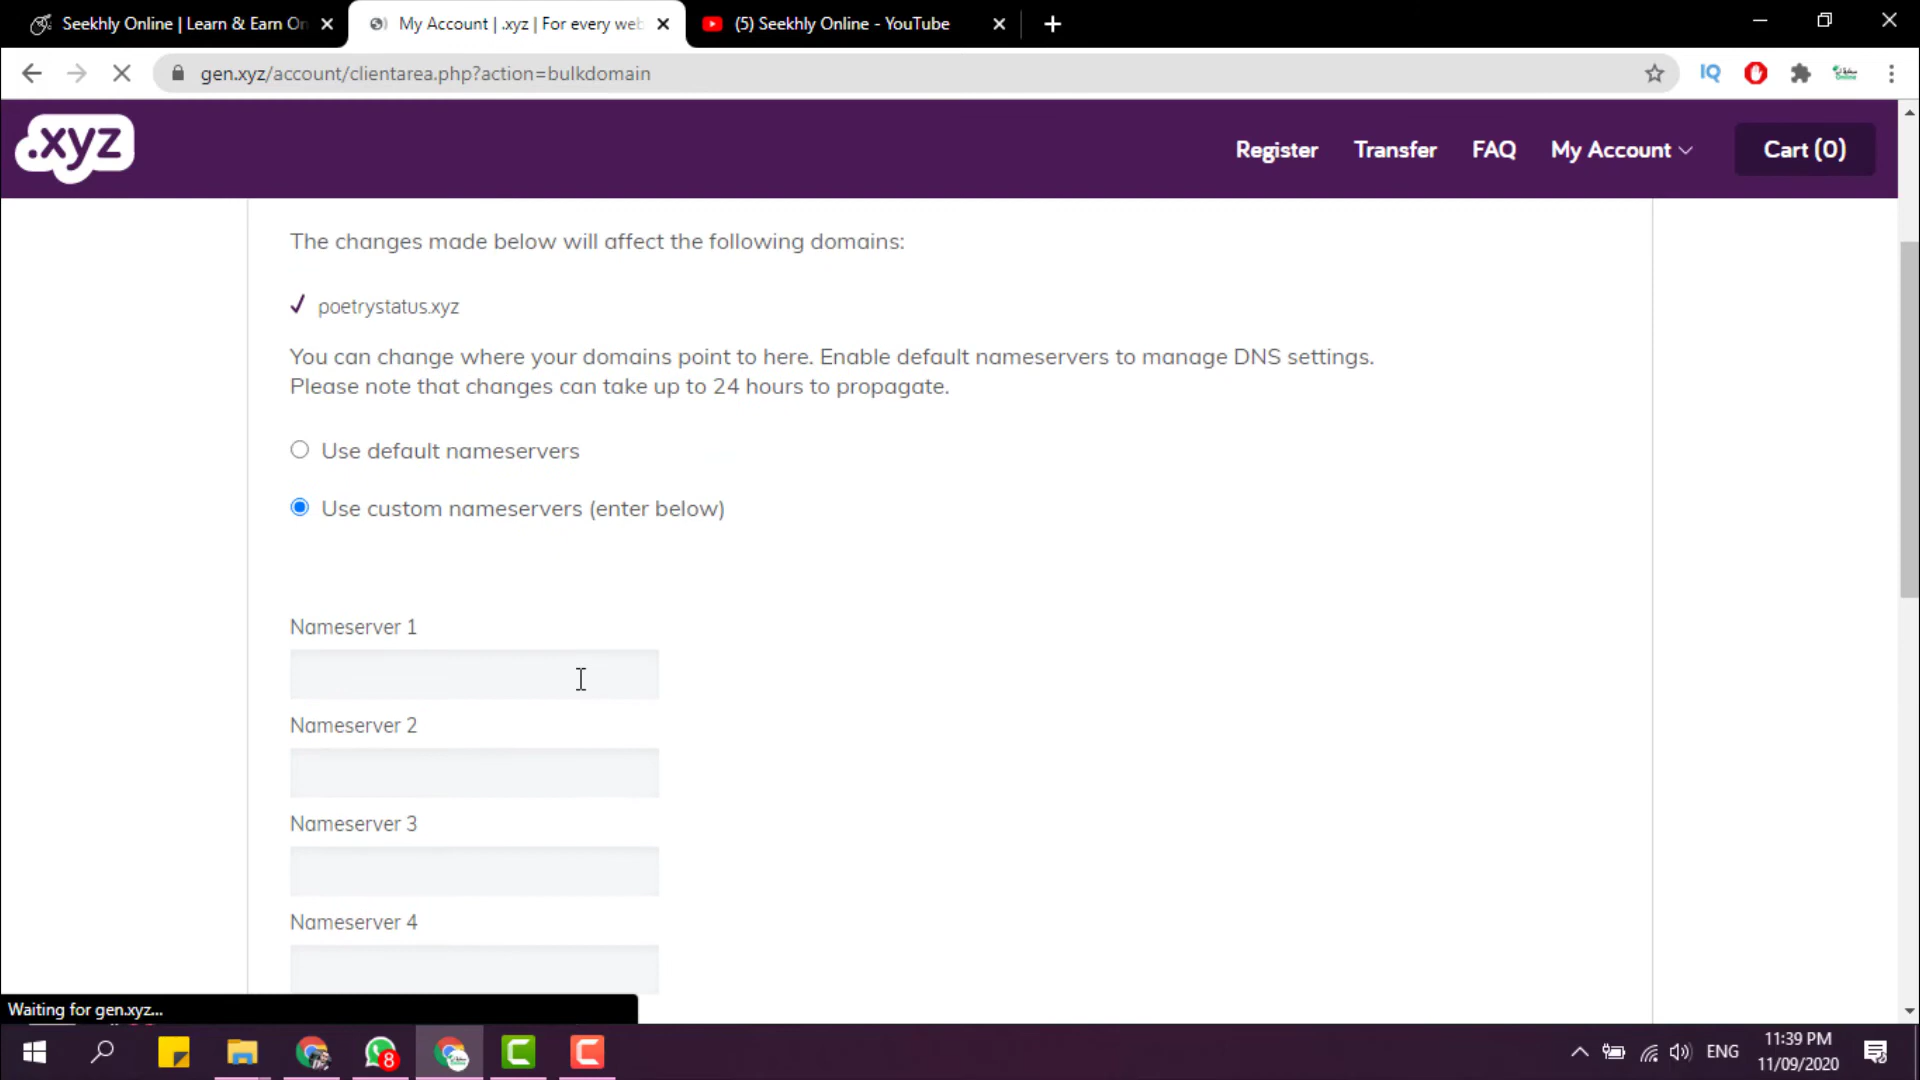 Seekhly Online | Learn & Earn On
My Account | .xyz | For every web
(5) Seekhly Online - YouTube
gen.xyz/account/clientarea.php?action=bulkdomain
IQ
.xyz
Register
Transfer
FAQ
My Account
Cart (0)
The changes made below will affect the following domains:
poetrystatus.xyz
You can change where your domains point to here. Enable default nameservers to manage DNS settings.
Please note that changes can take up to 24 hours to propagate.
Use default nameservers
Use custom nameservers (enter below)
Nameserver 1
Nameserver 2
Nameserver 3
Nameserver 4
Waiting for gen.xyz...
8
ENG
11:39 PM
11/09/2020